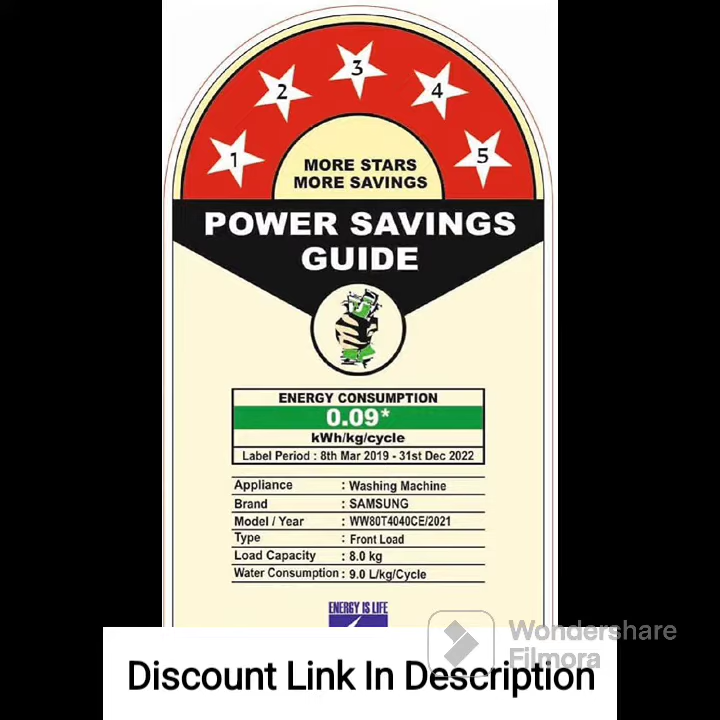 1 2 3 4 5
MORE STARS
MORE SAVINGS
POWER SAVINGS
GUIDE
ENERGY CONSUMPTION
0.09*
kWh/kg/cycle
Label Period : 8th Mar 2019 - 31st Dec 2022
Appliance : Washing Machine
Brand : SAMSUNG
Model / Year : WW80T4040CE/2021
Type : Front Load
Load Capacity : 8.0 kg
Water Consumption : 9.0 L/kg/Cycle
ENERGY IS LIFE
Wondershare
Filmora
Discount Link In Description